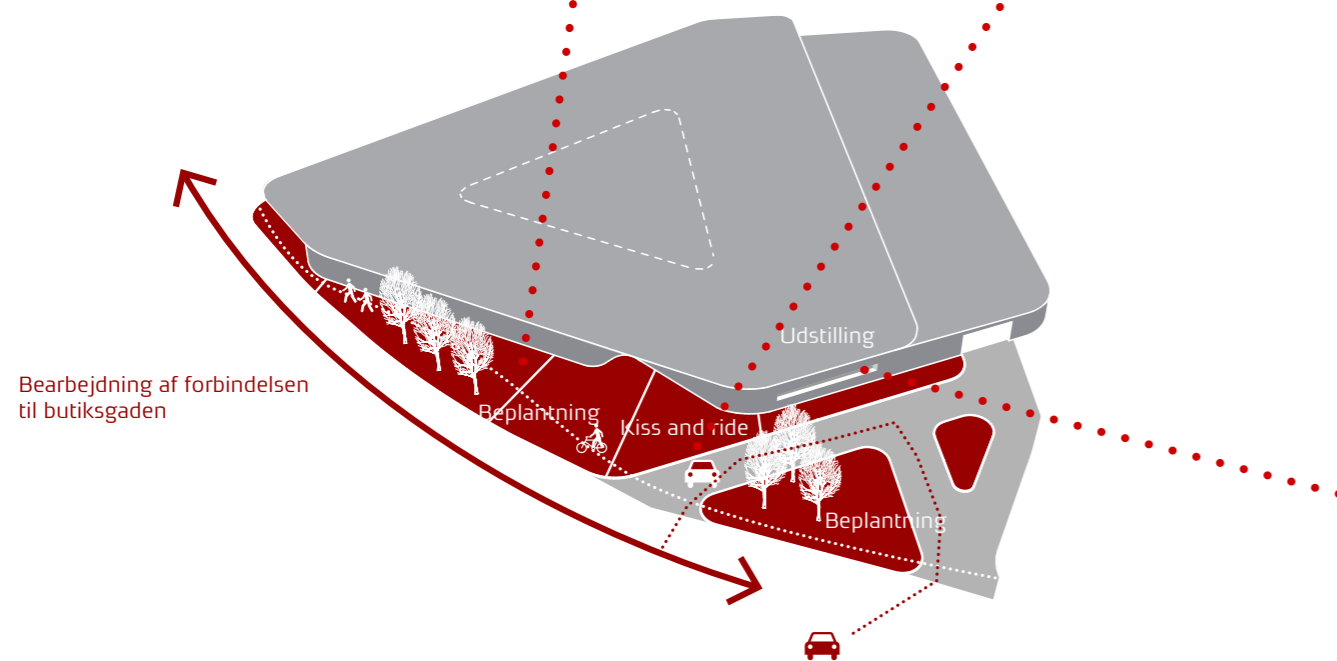 Udstilling
Bearbejdning af forbindelsen
til butiksgaden
Beplantning
Kiss and ride
Beplantning